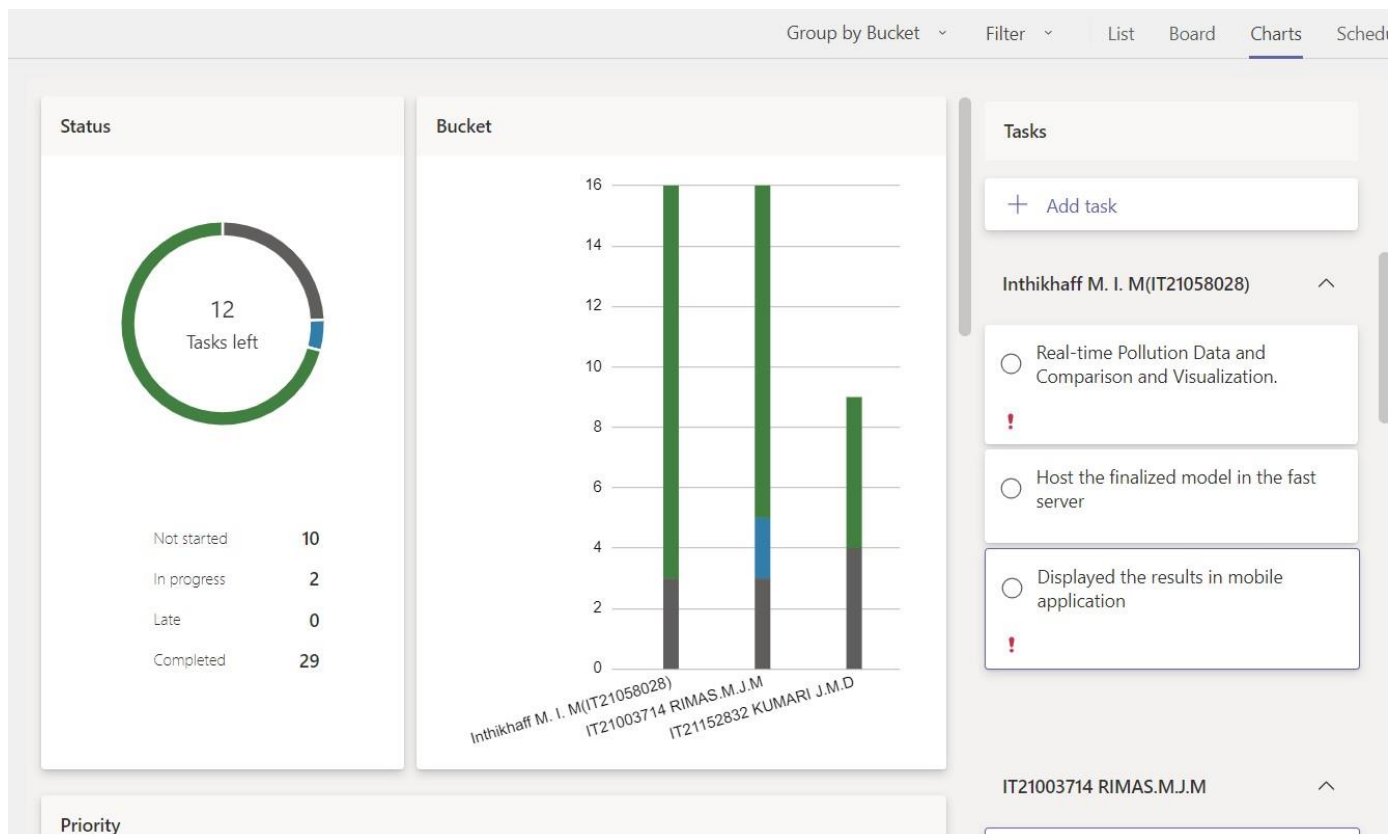 Group by Bucket
Filter
List
Board
Charts
Schedu
Status
12
Tasks left
Not started 10
In progress 2
Late 0
Completed 29
Bucket
16
14
12
10
8
6
4
2
0
Inthikhaff M. I. M(IT21058028)
IT21003714 RIMAS.M.J.M
IT21152832 KUMARI J.M.D
Priority
Tasks
+ Add task
Inthikhaff M. I. M(IT21058028)
Real-time Pollution Data and
Comparison and Visualization.
!
Host the finalized model in the fast
server
Displayed the results in mobile
application
!
IT21003714 RIMAS.M.J.M